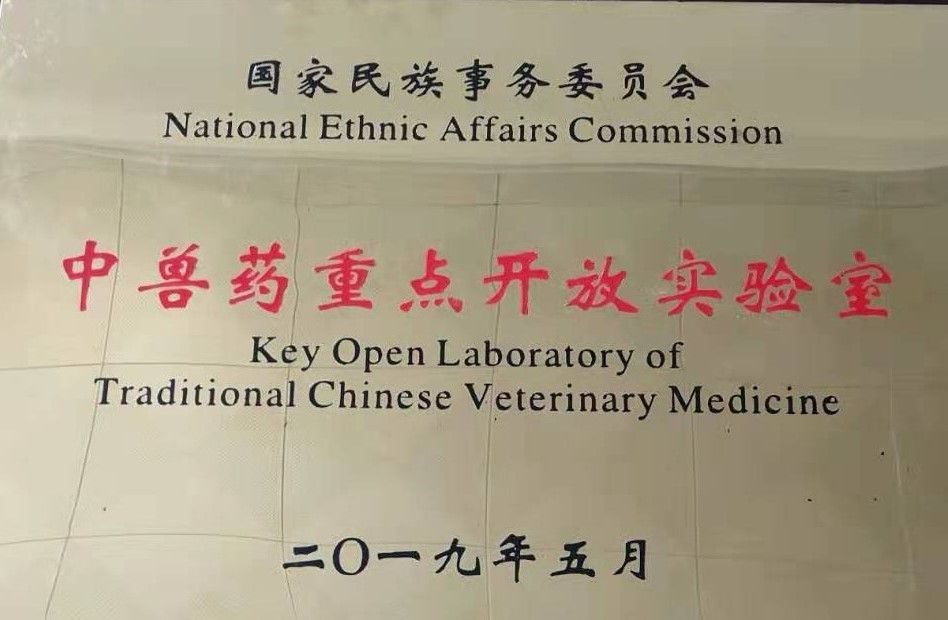 国家民族事务委员会
National Ethnic Affairs Commission
中兽药重点开放实验室
Key Open Laboratory of
Traditional Chinese Veterinary Medicine
二〇一九年五月